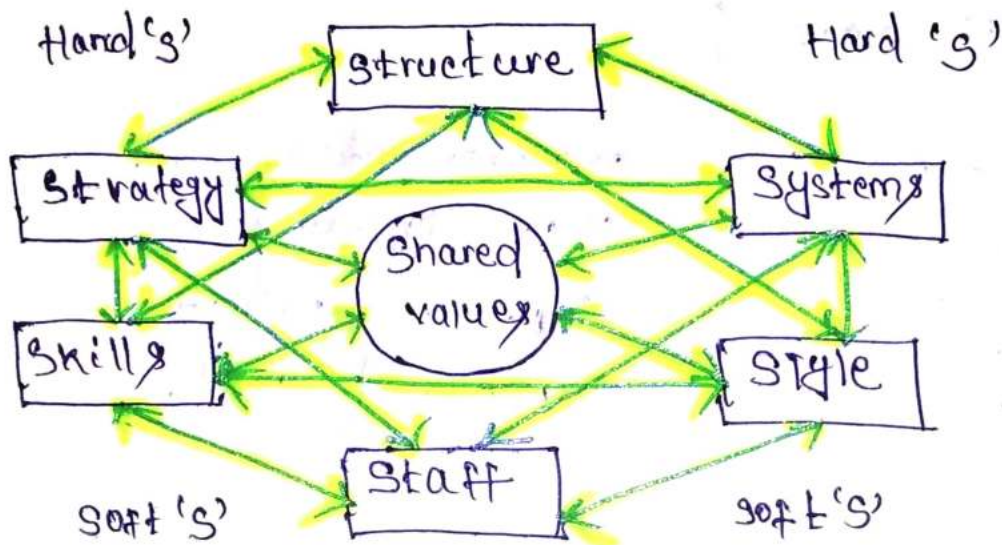 Hard 's'
structure
Hard 's'
Strategy
Systems
Shared
values
Skills
Style
Staff
Soft 'S'
soft 'S'